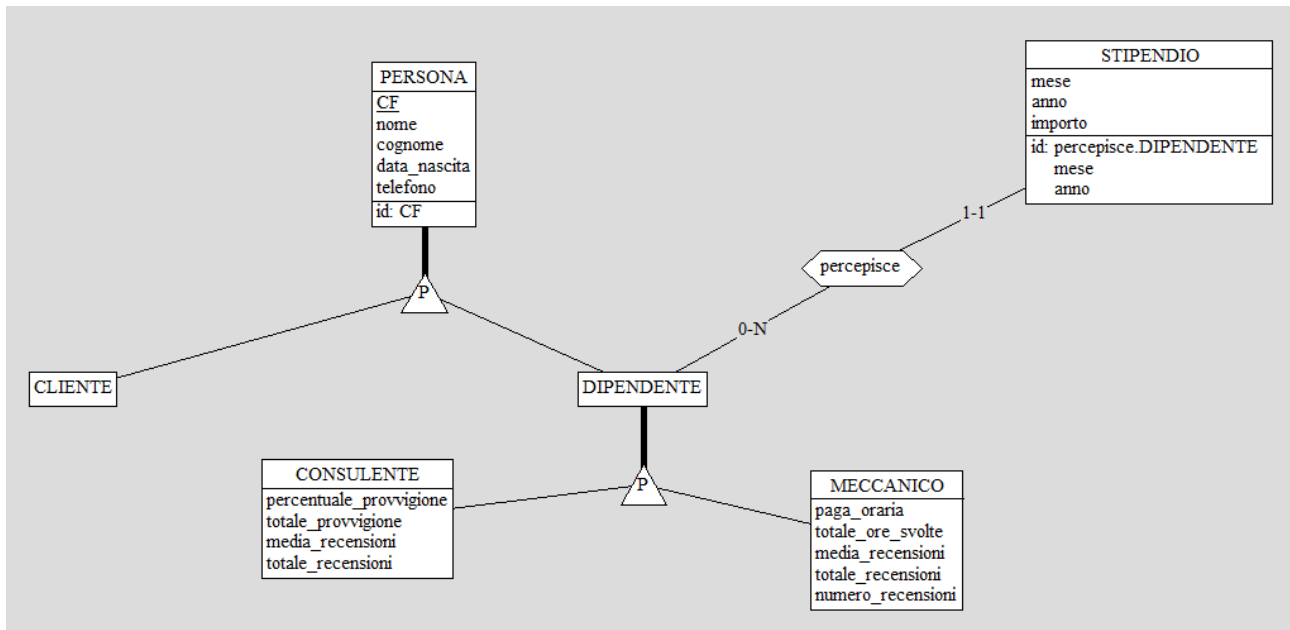 STIPENDIO
mese
anno
importo
id: percepisce.DIPENDENTE
mese
anno
PERSONA
CF
nome
cognome
data_nascita
telefono
id: CF
1-1
percepisce
P
0-N
CLIENTE
DIPENDENTE
P
CONSULENTE
percentuale_provvigione
totale_provvigione
media_recensioni
totale_recensioni
MECCANICO
paga_oraria
totale_ore_svolte
media_recensioni
totale_recensioni
numero_recensioni